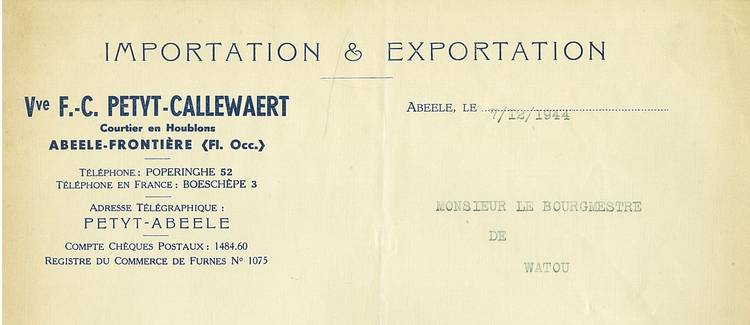 IMPORTATION & EXPORTATION
Vve F.-C. PETYT-CALLEWAERT
Courtier en Houblons
ABEELE-FRONTIÈRE (Fl. Occ.)
TÉLÉPHONE : POPERINGHE 52
TÉLÉPHONE EN FRANCE : BOESCHÈPE 3
ADRESSE TÉLÉGRAPHIQUE :
PETYT-ABEELE
COMPTE CHÈQUES POSTAUX : 1484.60
REGISTRE DU COMMERCE DE FURNES No 1075
ABEELE, LE 7/12/1944
MONSIEUR LE BOURGMESTRE
DE
WATOU